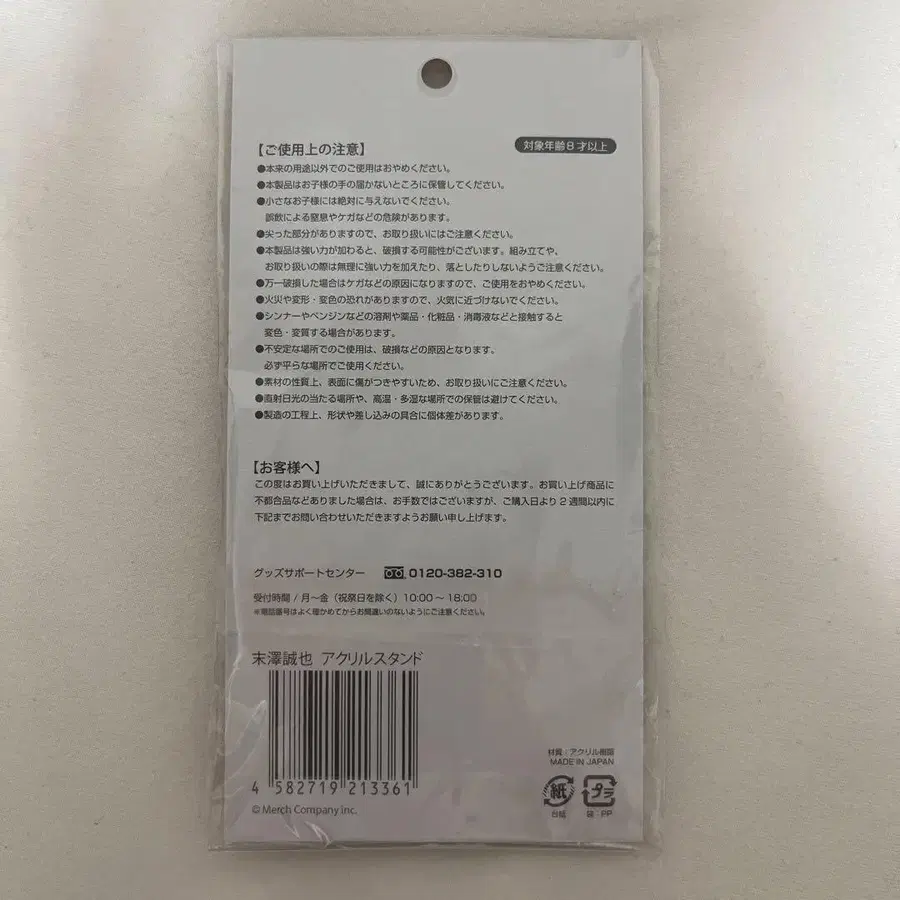 【ご使用上の注意】
対象年齢8才以上
●本来の用途以外でのご使用はおやめください。
●本製品はお子様の手の届かないところに保管してください。
●小さなお子様には絶対に与えないでください。
誤飲による窒息やケガなどの危険があります。
●尖った部分がありますので、お取り扱いにはご注意ください。
●本製品は強い力が加わると、破損する可能性がございます。組み立てや、
お取り扱いの際は無理に強い力を加えたり、落としたりしないようご注意ください。
●万一破損した場合はケガなどの原因になりますので、ご使用をおやめください。
●火災や変形・変色の恐れがありますので、火気に近づけないでください。
●シンナーやベンジンなどの溶剤や薬品・化粧品・消毒液などと接触すると
変色・変質する場合があります。
●不安定な場所でのご使用は、破損などの原因となります。
必ず平らな場所でご使用ください。
●素材の性質上、表面に傷がつきやすいため、お取り扱いにご注意ください。
●直射日光の当たる場所や、高温・多湿な場所での保管は避けてください。
●製造の工程上、形状や差し込みの具合に個体差があります。
【お客様へ】
この度はお買い上げいただきまして、誠にありがとうございます。お買い上げ商品に
不都合品などありました場合は、お手数ではございますが、ご購入日より2週間以内に
下記までお問い合わせいただきますようお願い申し上げます。
グッズサポートセンター 0120-382-310
受付時間 / 月〜金（祝祭日を除く）10:00〜18:00
※電話番号はよく確かめてからお間違いのないようにご注意ください。
末澤誠也 アクリルスタンド
4 582719 213361
© Merch Company inc.
材質：アクリル樹脂
MADE IN JAPAN
紙 プラ
台紙 袋：PP